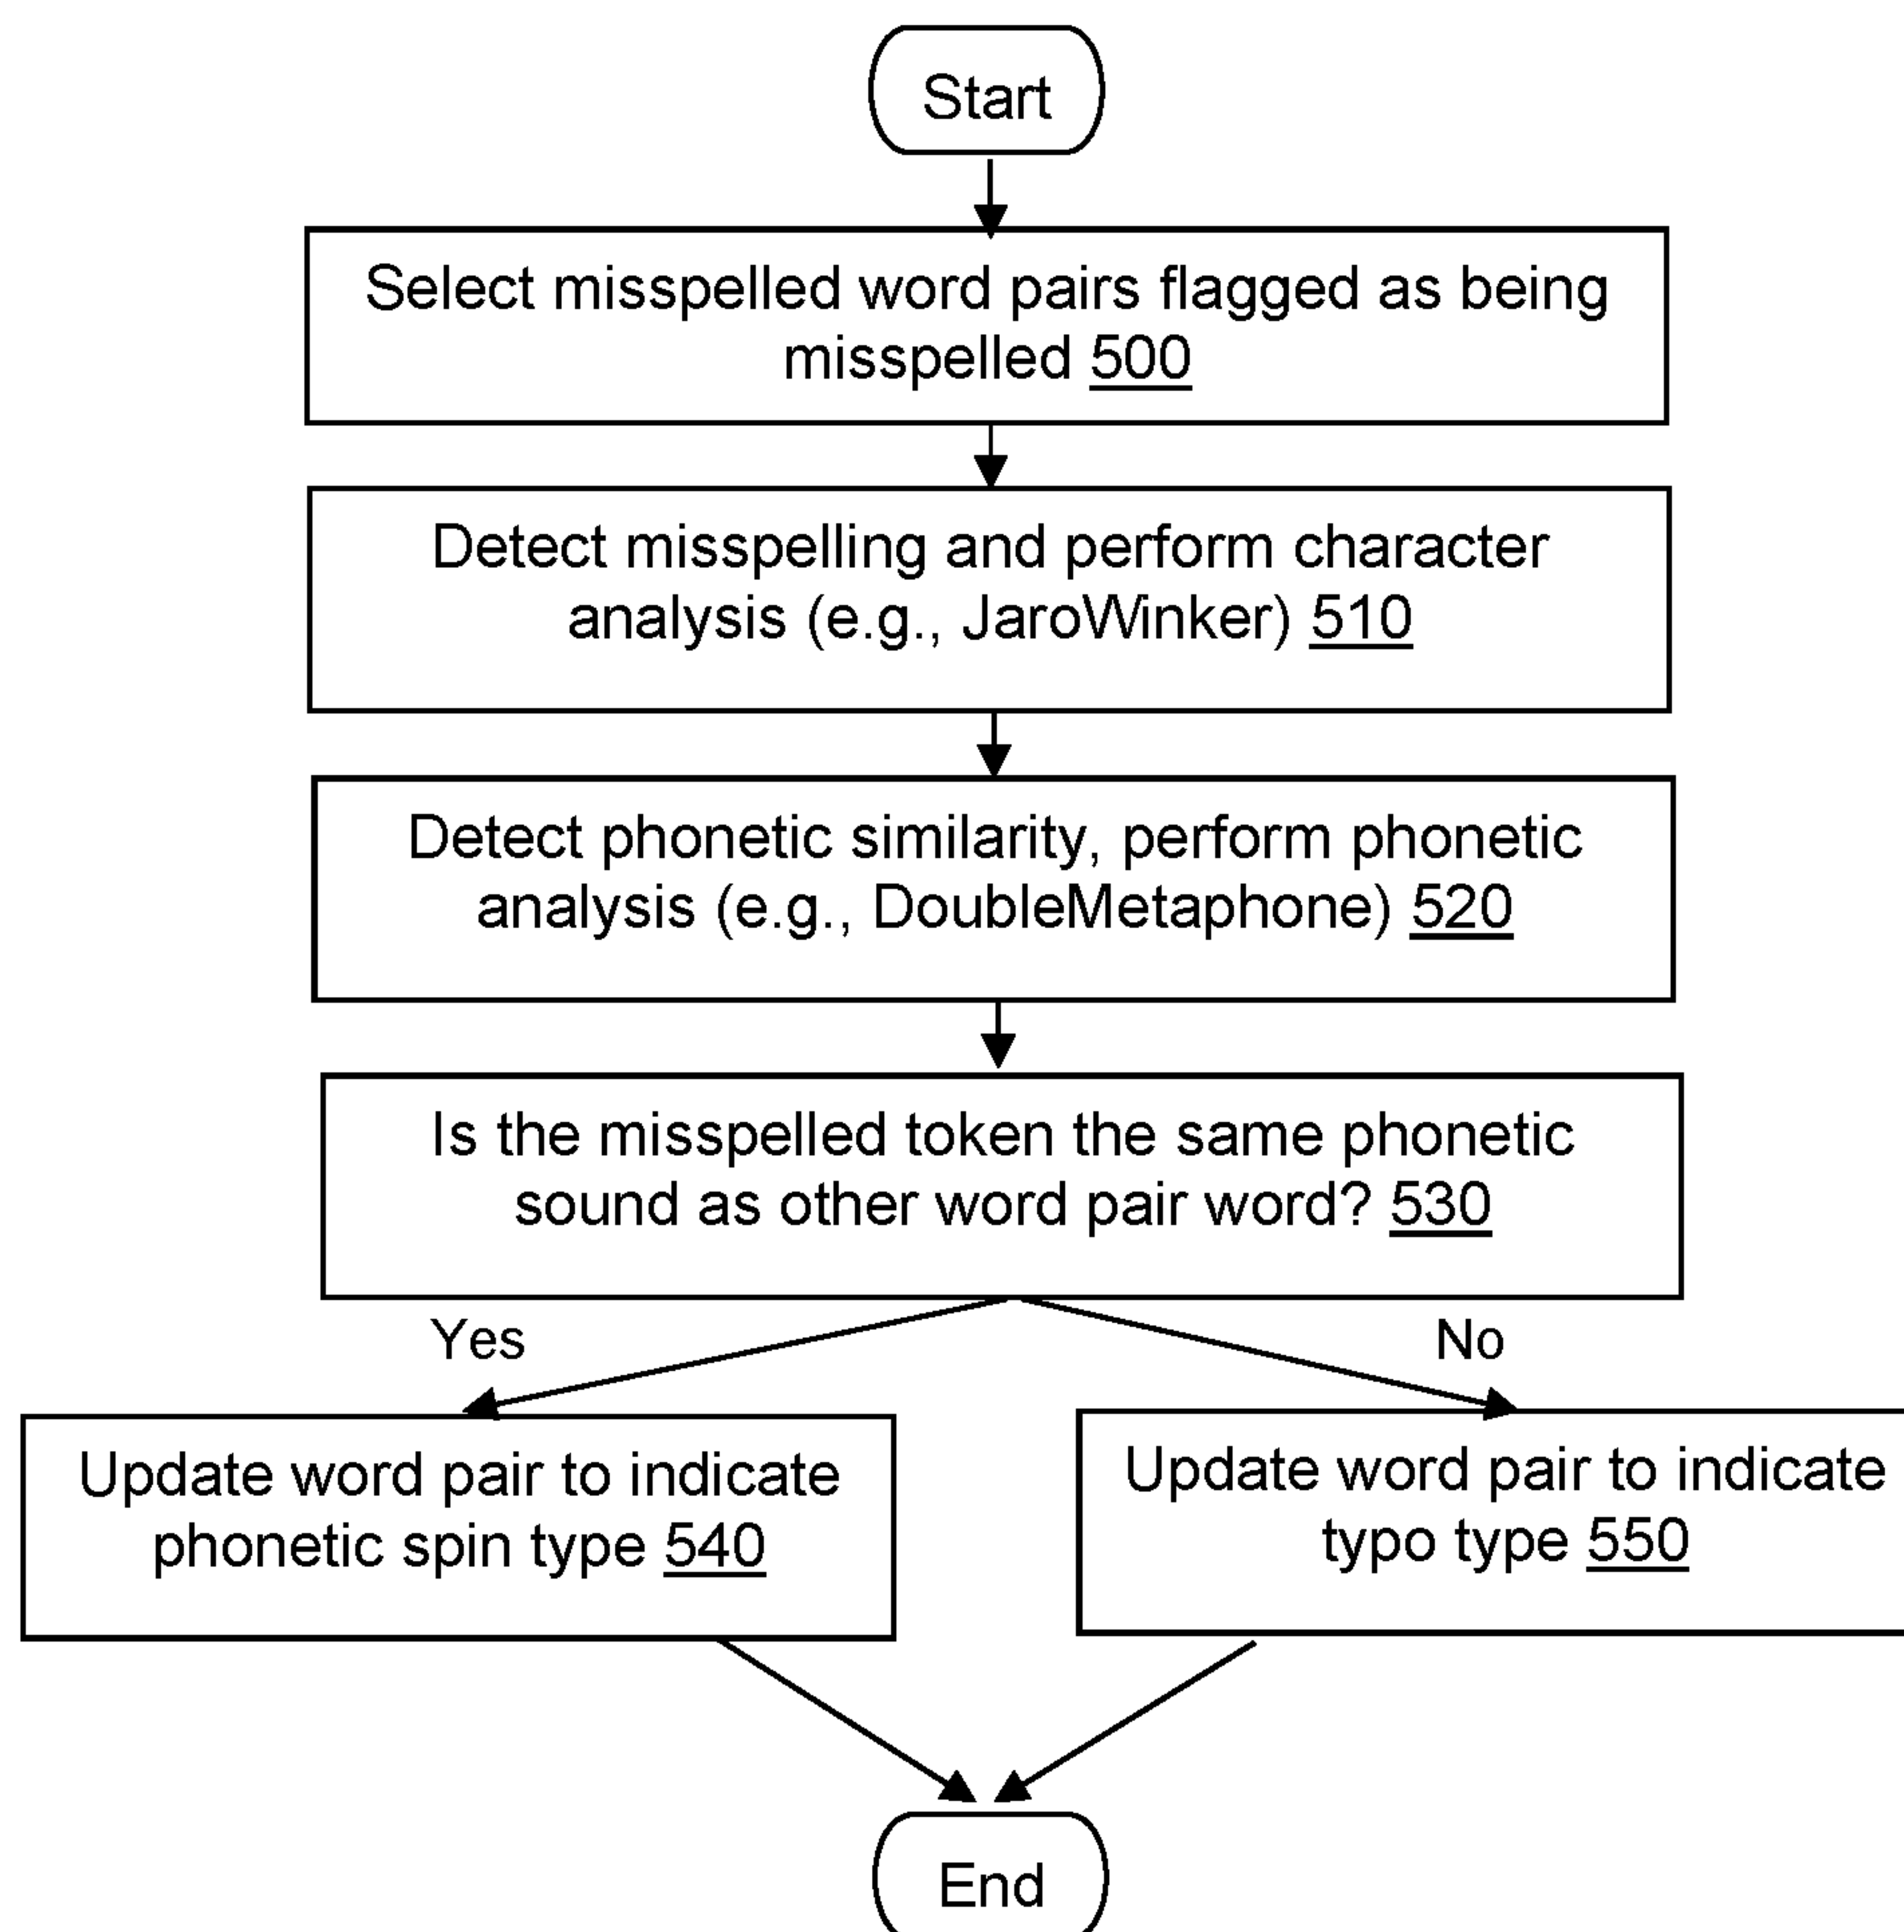 Start
Select misspelled word pairs flagged as being
misspelled 500
Detect misspelling and perform character
analysis (e.g., JaroWinker) 510
Detect phonetic similarity, perform phonetic
analysis (e.g., DoubleMetaphone) 520
Is the misspelled token the same phonetic
sound as other word pair word? 530
Yes
No
Update word pair to indicate
phonetic spin type 540
Update word pair to indicate
typo type 550
End